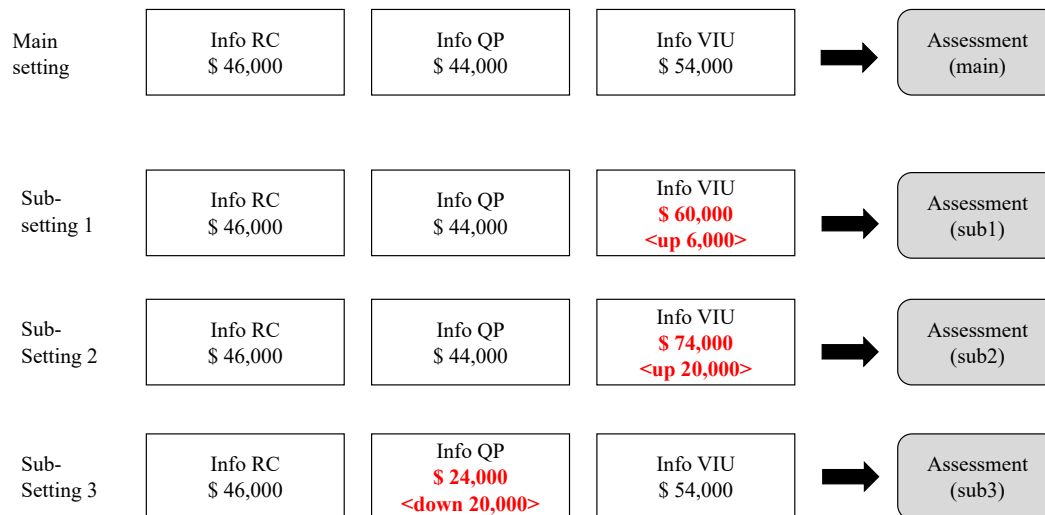 Main
setting
Info RC
$ 46,000
Info QP
$ 44,000
Info VIU
$ 54,000
Assessment
(main)
Sub-
setting 1
Info RC
$ 46,000
Info QP
$ 44,000
Info VIU
$ 60,000
<up 6,000>
Assessment
(sub1)
Sub-
Setting 2
Info RC
$ 46,000
Info QP
$ 44,000
Info VIU
$ 74,000
<up 20,000>
Assessment
(sub2)
Sub-
Setting 3
Info RC
$ 46,000
Info QP
$ 24,000
<down 20,000>
Info VIU
$ 54,000
Assessment
(sub3)